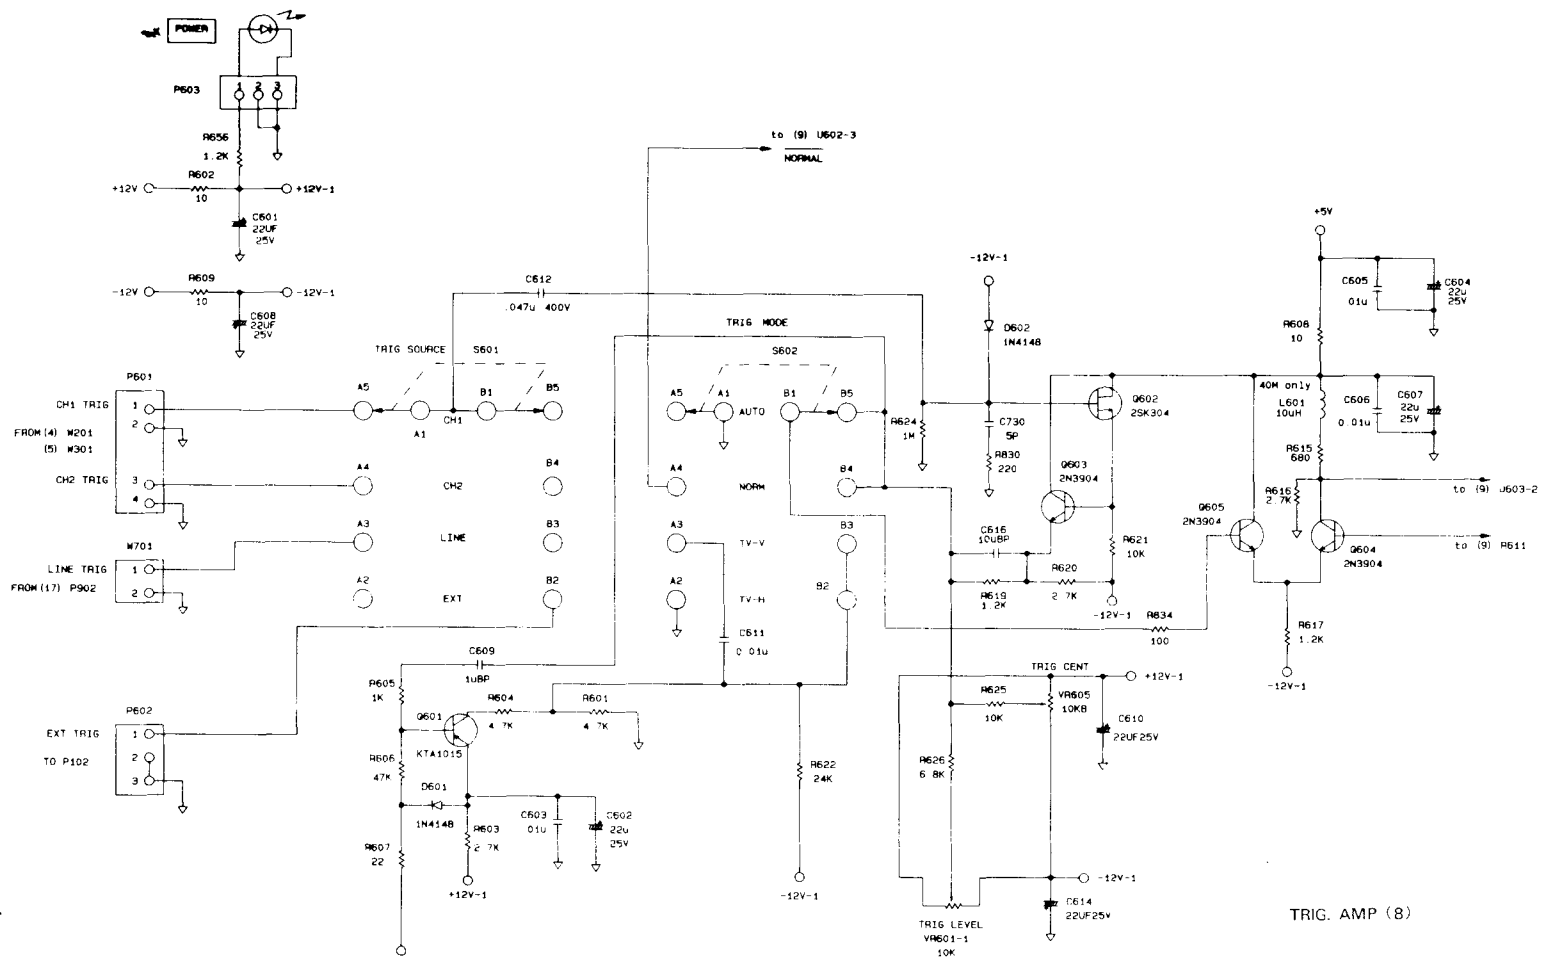 POWER
P603
1 2 3
R656
1.2K
+12V
R602
10
+12V-1
C601
22UF
25V
-12V
R609
10
-12V-1
C608
22UF
25V
to (9) U602-3
NORMAL
C612
.047u 400V
TRIG MODE
TRIG SOURCE S601
S602
P601
CH1 TRIG
1
2
FROM(4) W201
(5) W301
CH2 TRIG
3
4
W701
LINE TRIG
1
FROM(17) P902
2
P602
EXT TRIG
1
TO P102
2
3
A5
A1
B1
B5
CH1
A4
CH2
B4
A3
LINE
B3
A2
EXT
B2
A5
A1
AUTO
B1
B5
A4
NORM
B4
A3
TV-V
B3
A2
TV-H
B2
C611
0.01u
C609
1uBP
R605
1K
R604
4.7K
R601
4.7K
Q601
KTA1015
R606
47K
D601
1N4148
R603
2.7K
C603
.01u
C602
22u
25V
R607
22
+12V-1
R622
24K
-12V-1
-12V-1
D602
1N4148
R624
1M
C730
5P
R830
220
Q602
2SK304
Q603
2N3904
C616
10uBP
R621
10K
R620
2.7K
R619
1.2K
-12V-1
R834
100
+5V
C605
.01u
C604
22u
25V
R608
10
40M only
L601
10uH
C606
0.01u
C607
22u
25V
R615
680
R616
2.7K
to (9) U603-2
Q605
2N3904
Q604
2N3904
to (9) R611
R617
1.2K
-12V-1
TRIG CENT
+12V-1
R625
10K
VR605
10KB
C610
22UF25V
R626
6.8K
-12V-1
C614
22UF25V
TRIG LEVEL
VR601-1
10K
TRIG. AMP (8)